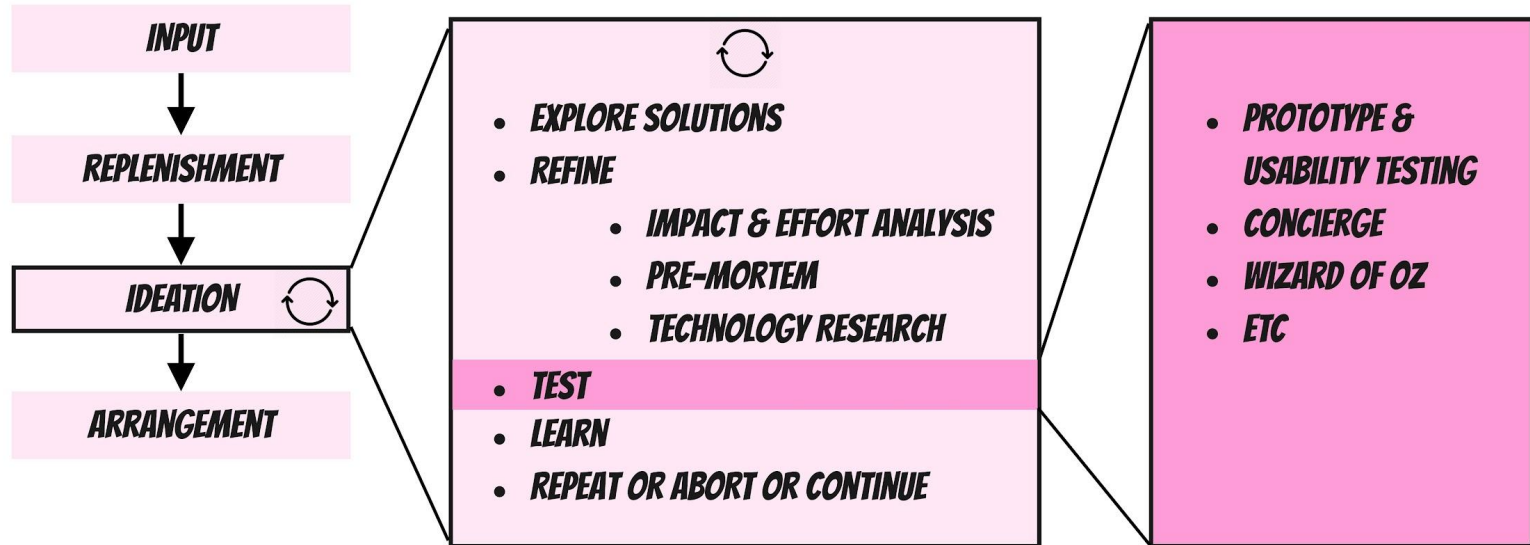 INPUT
REPLENISHMENT
IDEATION
ARRANGEMENT
• EXPLORE SOLUTIONS
• REFINE
• IMPACT & EFFORT ANALYSIS
• PRE-MORTEM
• TECHNOLOGY RESEARCH
• TEST
• LEARN
• REPEAT OR ABORT OR CONTINUE
• PROTOTYPE &
USABILITY TESTING
• CONCIERGE
• WIZARD OF OZ
• ETC